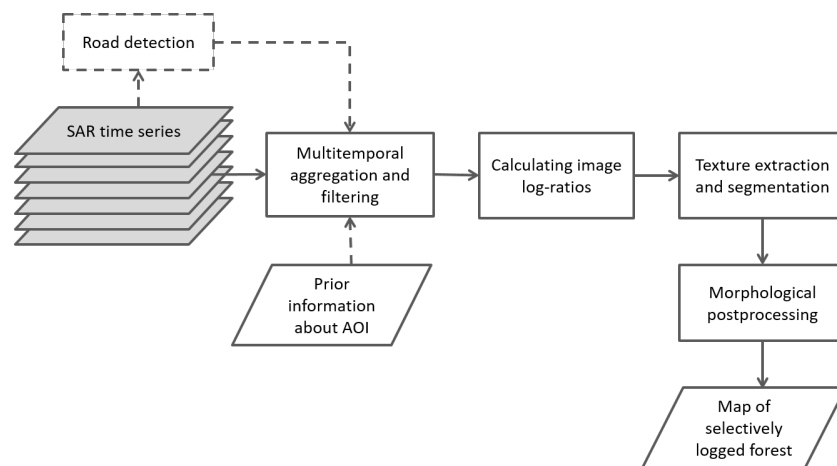 Road detection
SAR time series
Multitemporal
aggregation and
filtering
Calculating image
log-ratios
Texture extraction
and segmentation
Prior
information
about AOI
Morphological
postprocessing
Map of
selectively
logged forest